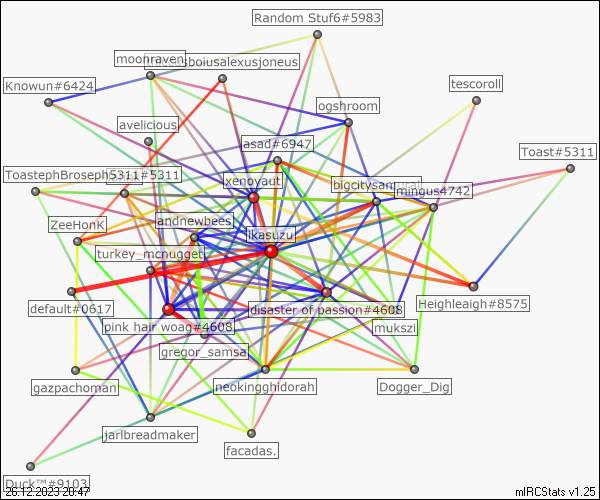 Random Stuf6#5983
moonraven
sbousalexusjoneus
Knowun#6424
tescoroll
ogshroom
avelicious
asad#6947
Toast#5311
ToastephBroseph5311#5311
xenoyaut
bigcitysamurai
mingus4742
andnewbees
ZeeHonk
ikasuzu
turkey_mcnugget
default#0617
disaster of passion#4608
Heighleaigh#8575
pink hair woag#4608
mukszi
gregor_samsa
gazpachoman
neokingghidorah
Dogger_Dig
jarlbreadmaker
facadas.
Duck™#9103
26.12.2023 20:47
mIRCStats v1.25